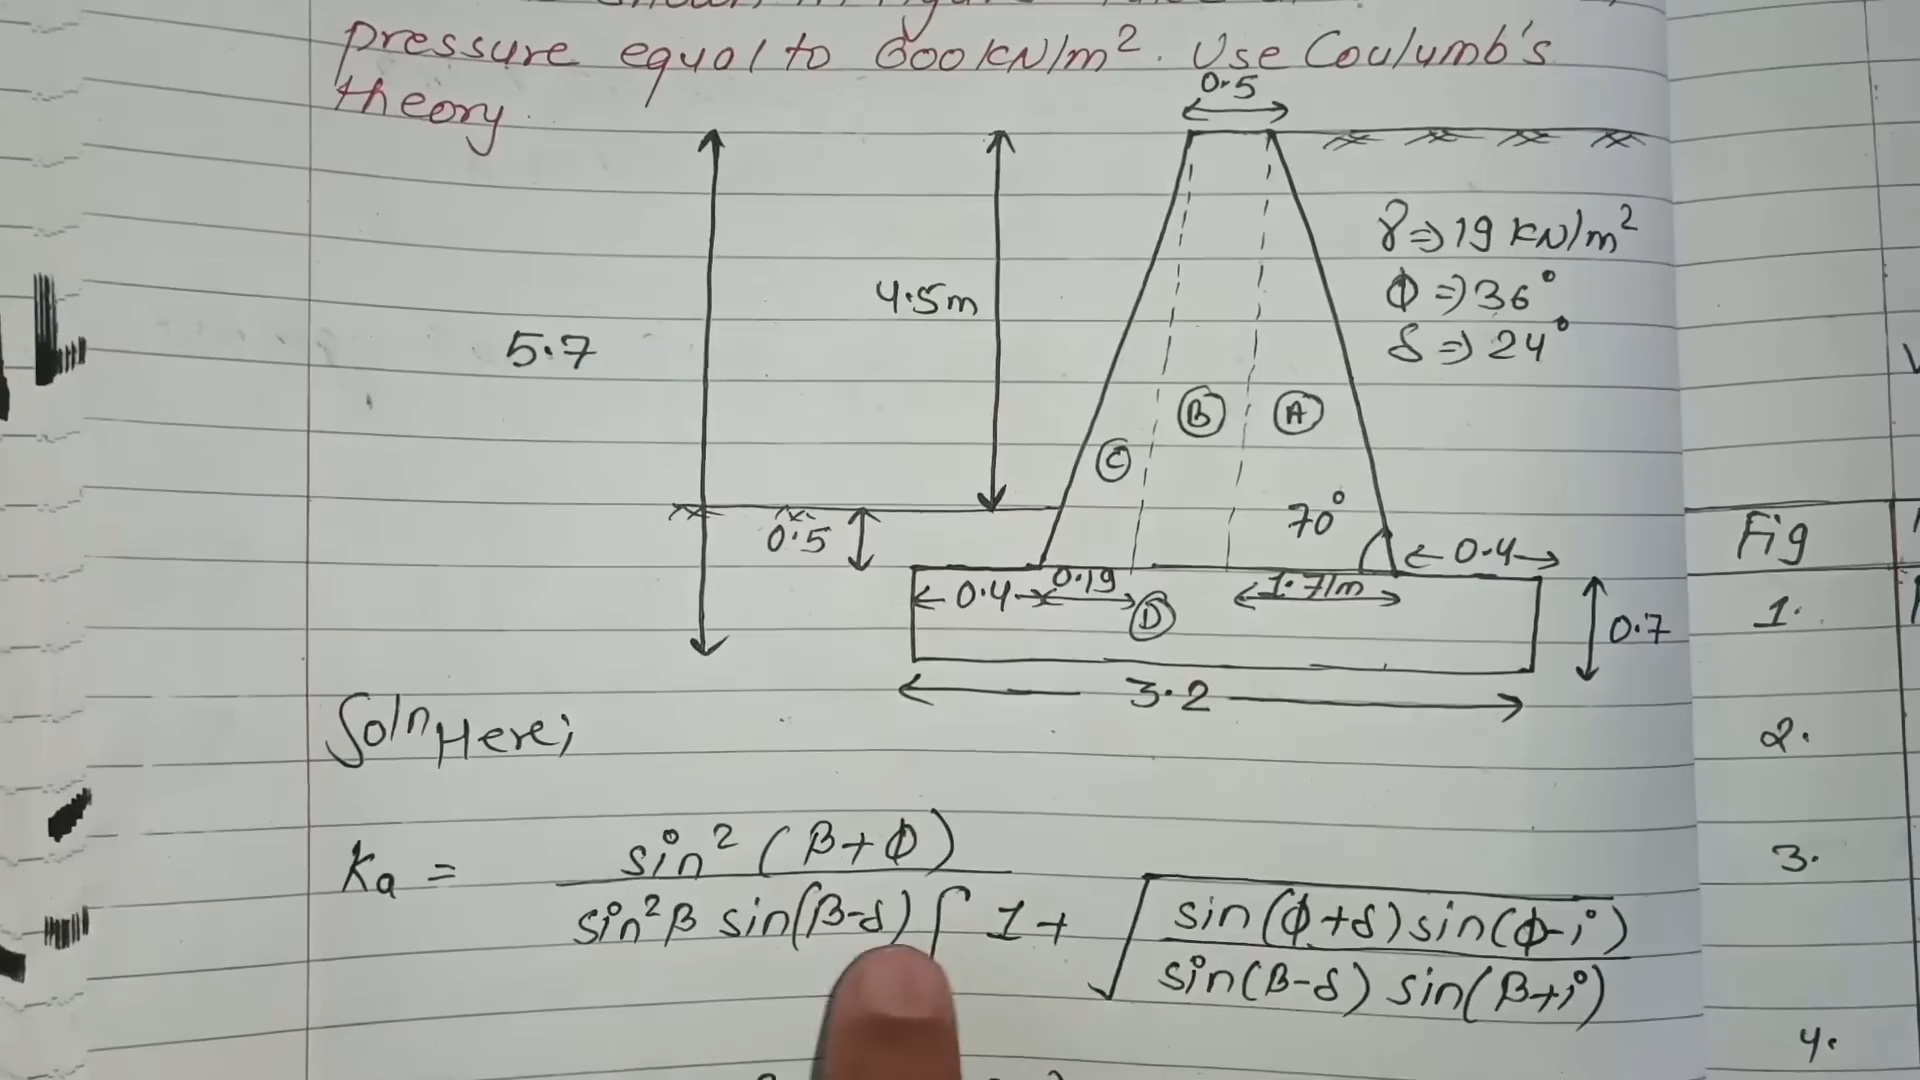 pressure equal to 600 kN/m². Use Coulumb's
theory.
0.5
γ ⇒ 19 KN/m²
φ ⇒ 36°
δ ⇒ 24°
4.5m
5.7
B
A
C
70°
0.5
0.4
0.4
0.19
1.71m
D
0.7
3.2
Soln Here;
Ka = sin²(β+φ)
sin²β sin(β-δ) [ 1 + √ sin(φ+δ) sin(φ-i)
sin(β-δ) sin(β+i)
Fig
1.
2.
3.
4.